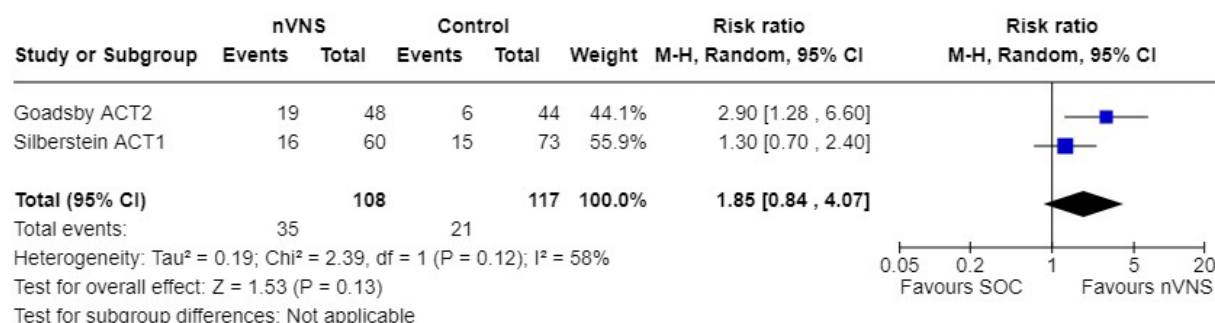 nVNS Control Risk ratio Risk ratio
Study or Subgroup Events Total Events Total Weight M-H, Random, 95% CI M-H, Random, 95% CI
Goadsby ACT2 19 48 6 44 44.1% 2.90 [1.28 , 6.60]
Silberstein ACT1 16 60 15 73 55.9% 1.30 [0.70 , 2.40]
Total (95% CI) 108 117 100.0% 1.85 [0.84 , 4.07]
Total events: 35 21
Heterogeneity: Tau² = 0.19; Chi² = 2.39, df = 1 (P = 0.12); I² = 58%
0.05 0.2 1 5 20
Test for overall effect: Z = 1.53 (P = 0.13) Favours SOC Favours nVNS
Test for subgroup differences: Not applicable